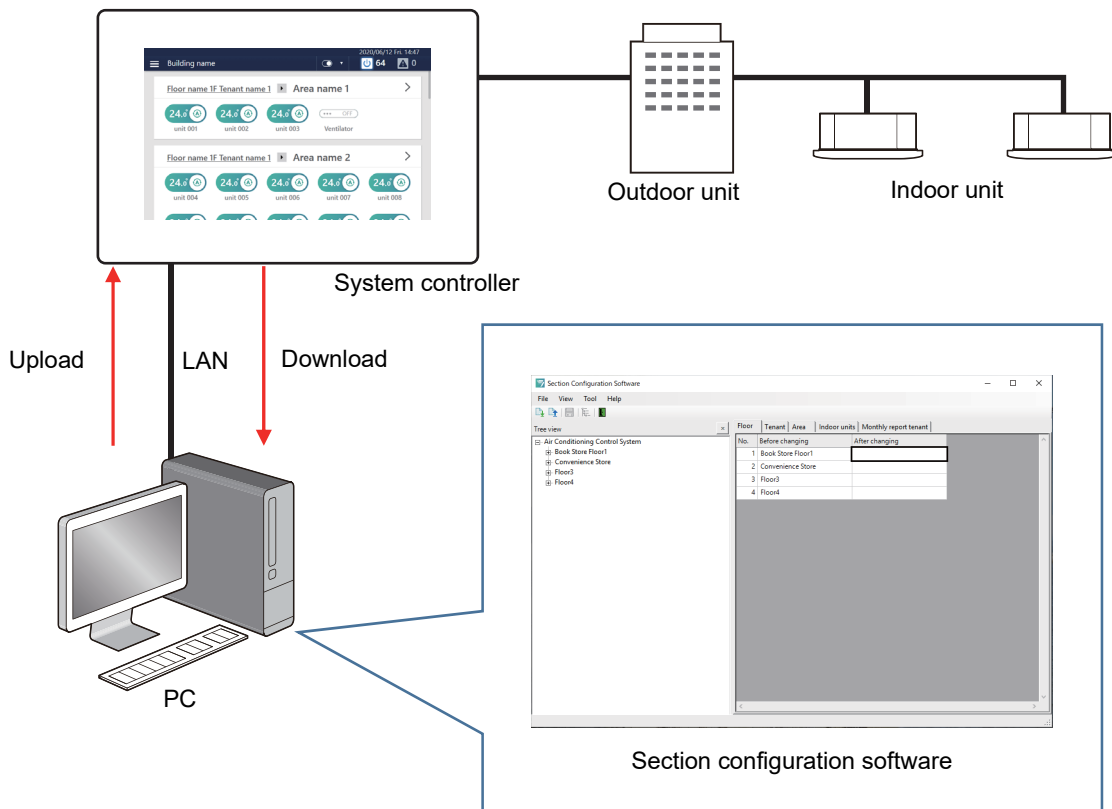 2020/06/12 Fri. 14:47
Building name 64 0
Floor name 1F Tenant name 1 Area name 1
24.0 A 24.0 A 24.0 A OFF
unit 001 unit 002 unit 003 Ventilator
Floor name 1F Tenant name 1 Area name 2
24.0 A 24.0 A 24.0 A 24.0 A 24.0 A
unit 004 unit 005 unit 006 unit 007 unit 008
Outdoor unit
Indoor unit
System controller
Upload
LAN
Download
Section Configuration Software
File View Tool Help
Tree view
Air Conditioning Control System
Book Store Floor1
Convenience Store
Floor3
Floor4
Floor Tenant Area Indoor units Monthly report tenant
No. Before changing After changing
1 Book Store Floor1
2 Convenience Store
3 Floor3
4 Floor4
PC
Section configuration software